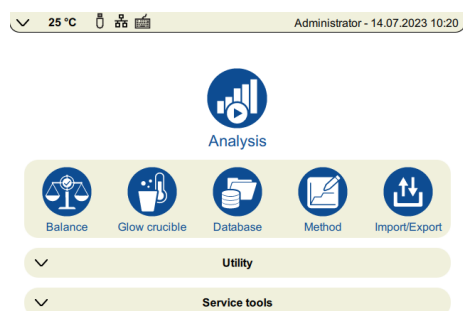 25 °C Administrator - 14.07.2023 10:20
Analysis
Balance Glow crucible Database Method Import/Export
Utility
Service tools